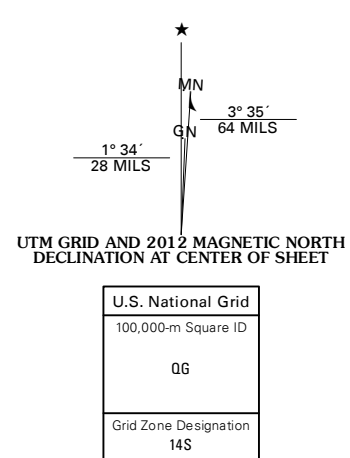 ★
MN
3° 35´
64 MILS
GN
1° 34´
28 MILS
UTM GRID AND 2012 MAGNETIC NORTH
DECLINATION AT CENTER OF SHEET
U.S. National Grid
100,000-m Square ID
QG
Grid Zone Designation
14S